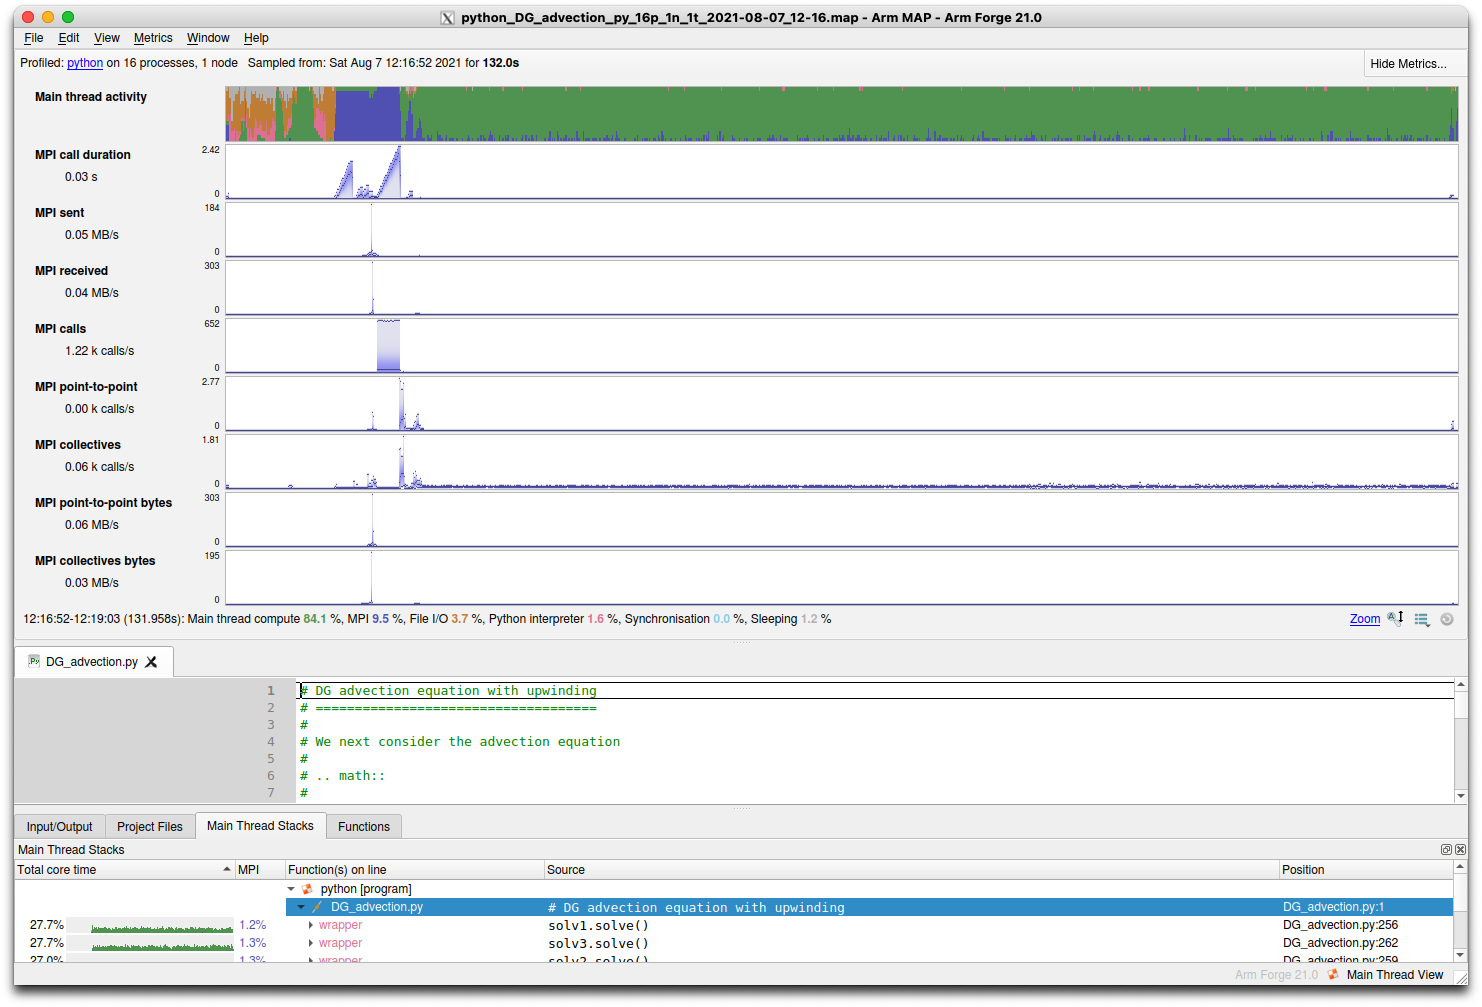 python_DG_advection_py_16p_1n_1t_2021-08-07_12-16.map - Arm MAP - Arm Forge 21.0
File Edit View Metrics Window Help
Profiled: python on 16 processes, 1 node Sampled from: Sat Aug 7 12:16:52 2021 for 132.0s
Hide Metrics...
Main thread activity
MPI call duration 2.42
0.03 s
0
MPI sent 184
0.05 MB/s
0
MPI received 303
0.04 MB/s
0
MPI calls 652
1.22 k calls/s
0
MPI point-to-point 2.77
0.00 k calls/s
0
MPI collectives 1.81
0.06 k calls/s
0
MPI point-to-point bytes 303
0.06 MB/s
0
MPI collectives bytes 195
0.03 MB/s
0
12:16:52-12:19:03 (131.958s): Main thread compute 84.1 %, MPI 9.5 %, File I/O 3.7 %, Python interpreter 1.6 %, Synchronisation 0.0 %, Sleeping 1.2 %
Zoom
DG_advection.py
1 # DG advection equation with upwinding
2 # ====================================
3 #
4 # We next consider the advection equation
5 #
6 # .. math::
7 #
Input/Output Project Files Main Thread Stacks Functions
Main Thread Stacks
Total core time MPI Function(s) on line Source Position
python [program]
DG_advection.py # DG advection equation with upwinding DG_advection.py:1
27.7% 1.2% wrapper solv1.solve() DG_advection.py:256
27.7% 1.3% wrapper solv3.solve() DG_advection.py:262
27.0% 1.3% wrapper solv2.solve() DG_advection.py:259
Arm Forge 21.0 Main Thread View